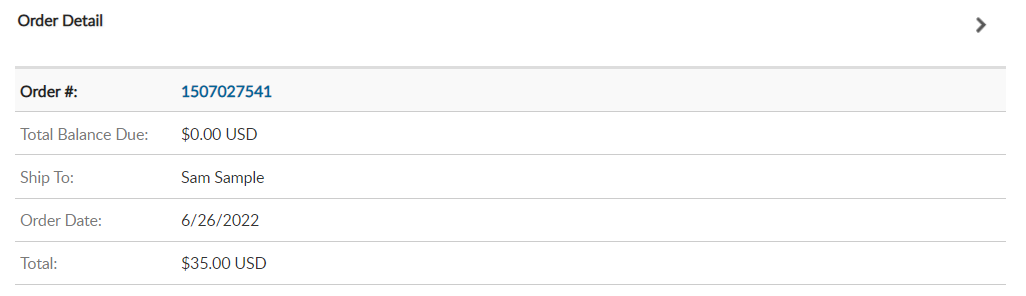 Order Detail
Order #: 1507027541
Total Balance Due: $0.00 USD
Ship To: Sam Sample
Order Date: 6/26/2022
Total: $35.00 USD